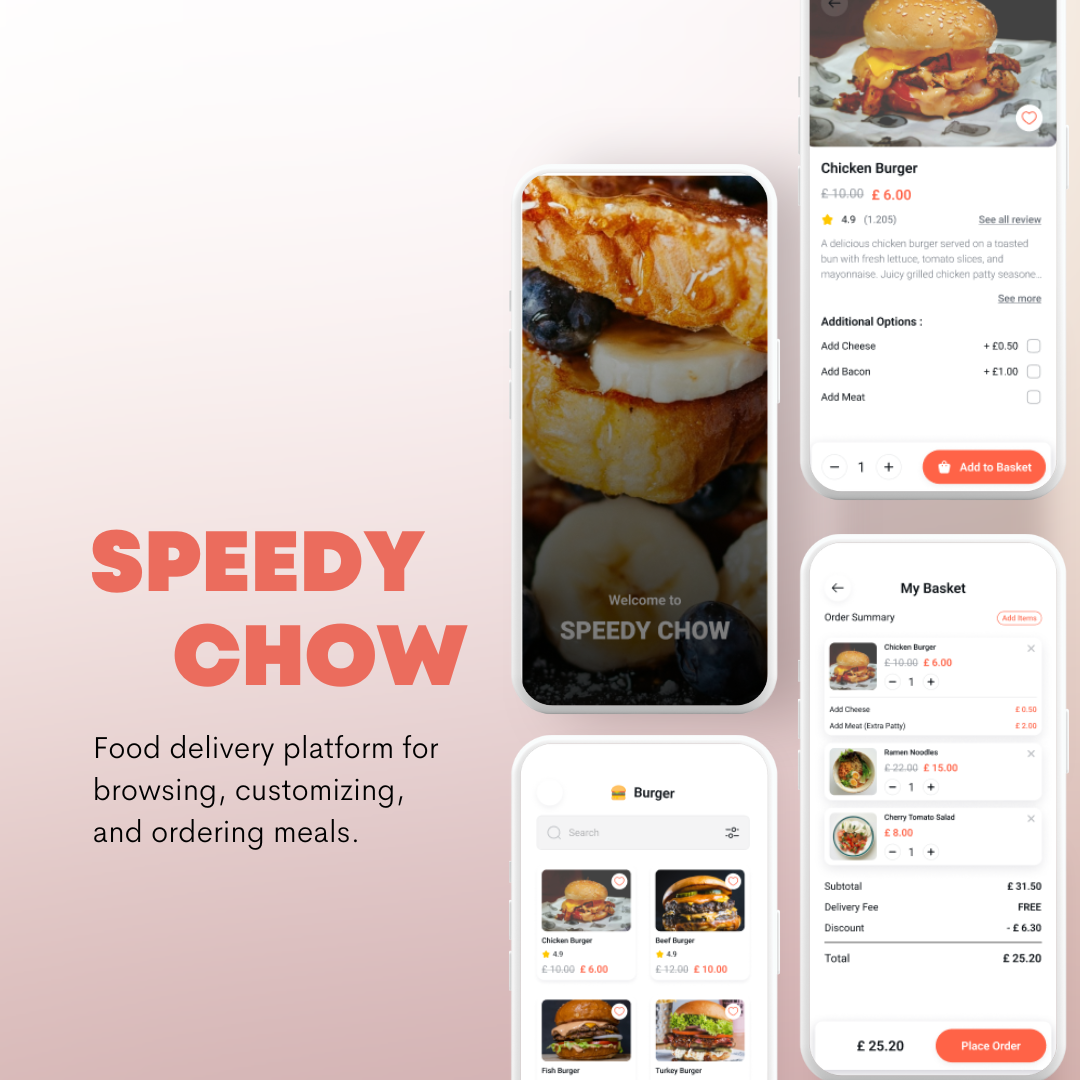 SPEEDY
CHOW
Food delivery platform for
browsing, customizing,
and ordering meals.
Welcome to
SPEEDY CHOW
Burger
Search
Chicken Burger
4.9
£ 10.00 £ 6.00
Beef Burger
4.9
£ 12.00 £ 10.00
Fish Burger
Turkey Burger
Chicken Burger
£ 10.00 £ 6.00
4.9 (1.205) See all review
A delicious chicken burger served on a toasted
bun with fresh lettuce, tomato slices, and
mayonnaise. Juicy grilled chicken patty seasone...
See more
Additional Options :
Add Cheese + £0.50
Add Bacon + £1.00
Add Meat
− 1 + Add to Basket
My Basket
Order Summary Add Items
Chicken Burger
£ 10.00 £ 6.00
− 1 +
Add Cheese £ 0.50
Add Meat (Extra Patty) £ 2.00
Ramen Noodles
£ 22.00 £ 15.00
− 1 +
Cherry Tomato Salad
£ 8.00
− 1 +
Subtotal £ 31.50
Delivery Fee FREE
Discount - £ 6.30
Total £ 25.20
£ 25.20 Place Order